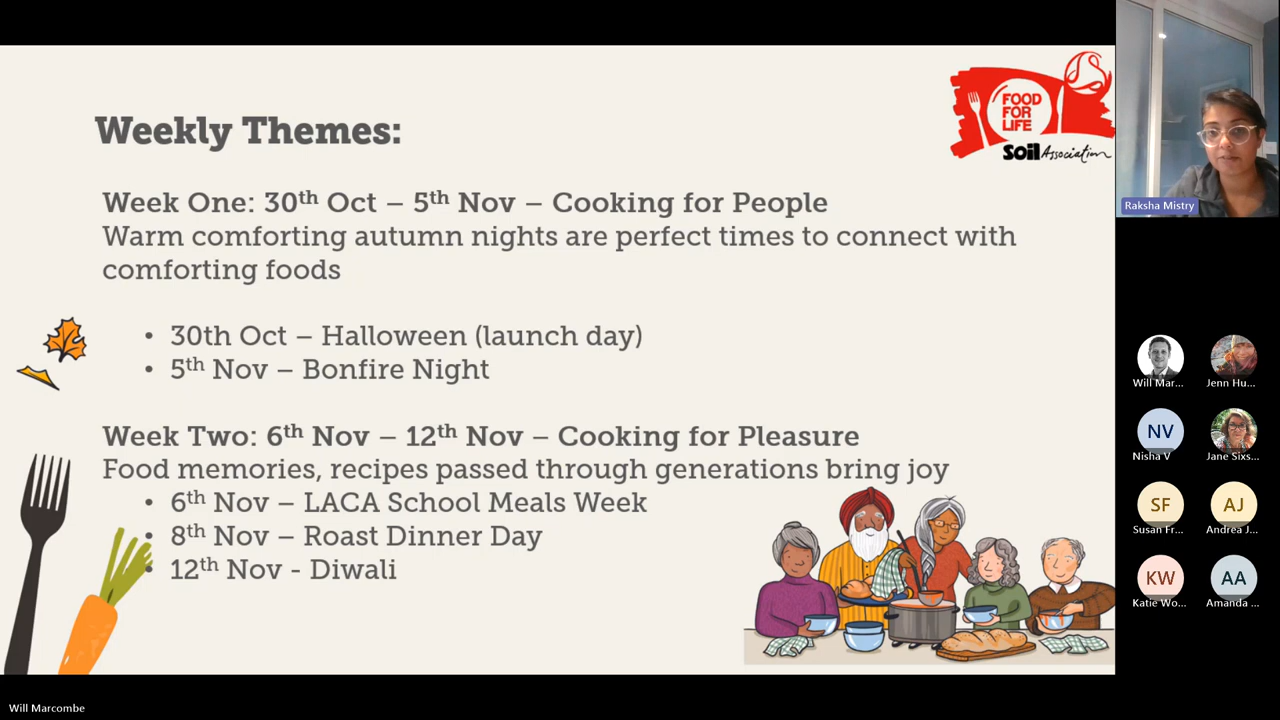 Weekly Themes:
FOOD
FOR
LIFE
Soil Association
Week One: 30th Oct – 5th Nov – Cooking for People
Warm comforting autumn nights are perfect times to connect with
comforting foods
• 30th Oct – Halloween (launch day)
• 5th Nov – Bonfire Night
Week Two: 6th Nov – 12th Nov – Cooking for Pleasure
Food memories, recipes passed through generations bring joy
• 6th Nov – LACA School Meals Week
• 8th Nov – Roast Dinner Day
• 12th Nov - Diwali
Raksha Mistry
Will Mar...
Jenn Hu...
NV
Nisha V
Jane Sixs...
SF
Susan Fr...
AJ
Andrea J...
KW
Katie Wo...
AA
Amanda ...
Will Marcombe